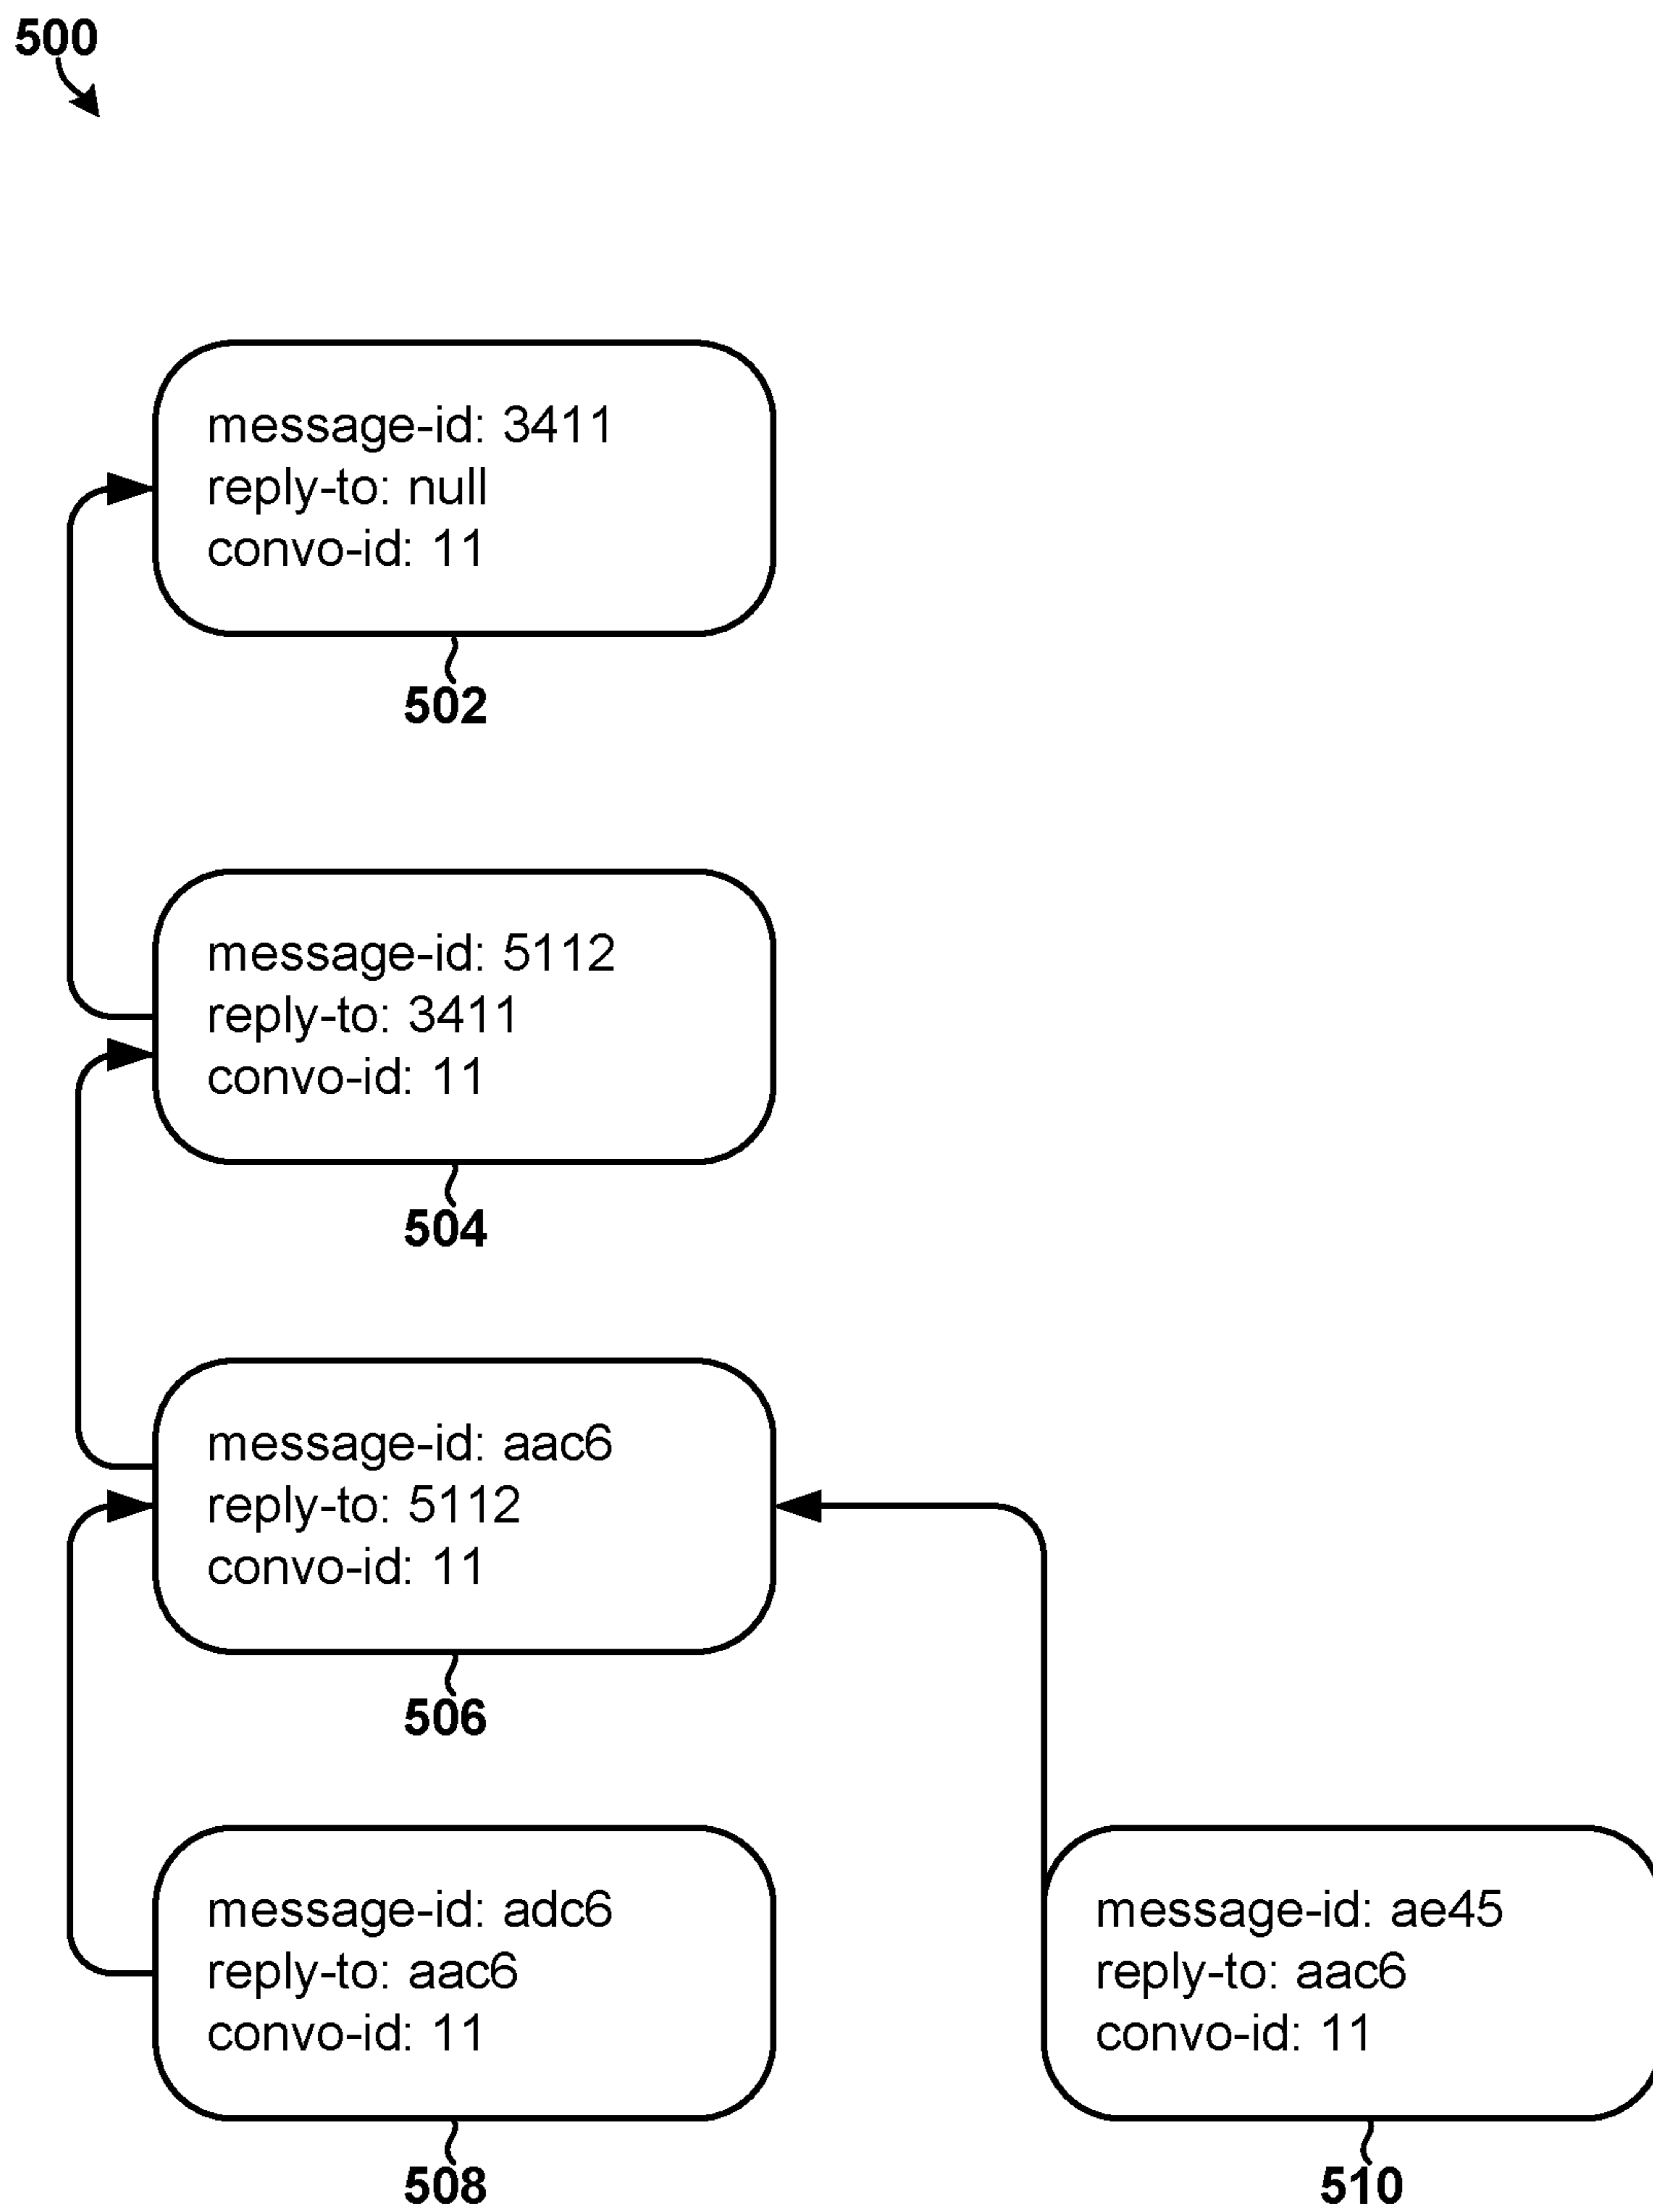 500
message-id: 3411
reply-to: null
convo-id: 11
502
message-id: 5112
reply-to: 3411
convo-id: 11
504
message-id: aac6
reply-to: 5112
convo-id: 11
506
message-id: adc6
reply-to: aac6
convo-id: 11
508
message-id: ae45
reply-to: aac6
convo-id: 11
510